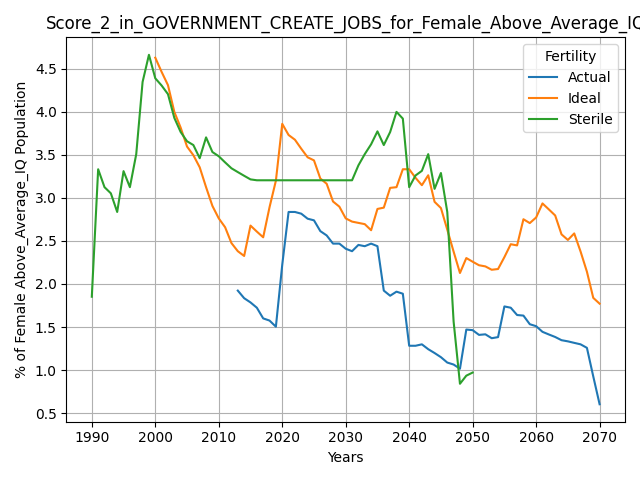 Score_2_in_GOVERNMENT_CREATE_JOBS_for_Female_Above_Average_IQ
Fertility
Actual
Ideal
Sterile
% of Female Above_Average_IQ Population
4.5
4.0
3.5
3.0
2.5
2.0
1.5
1.0
0.5
1990 2000 2010 2020 2030 2040 2050 2060 2070
Years